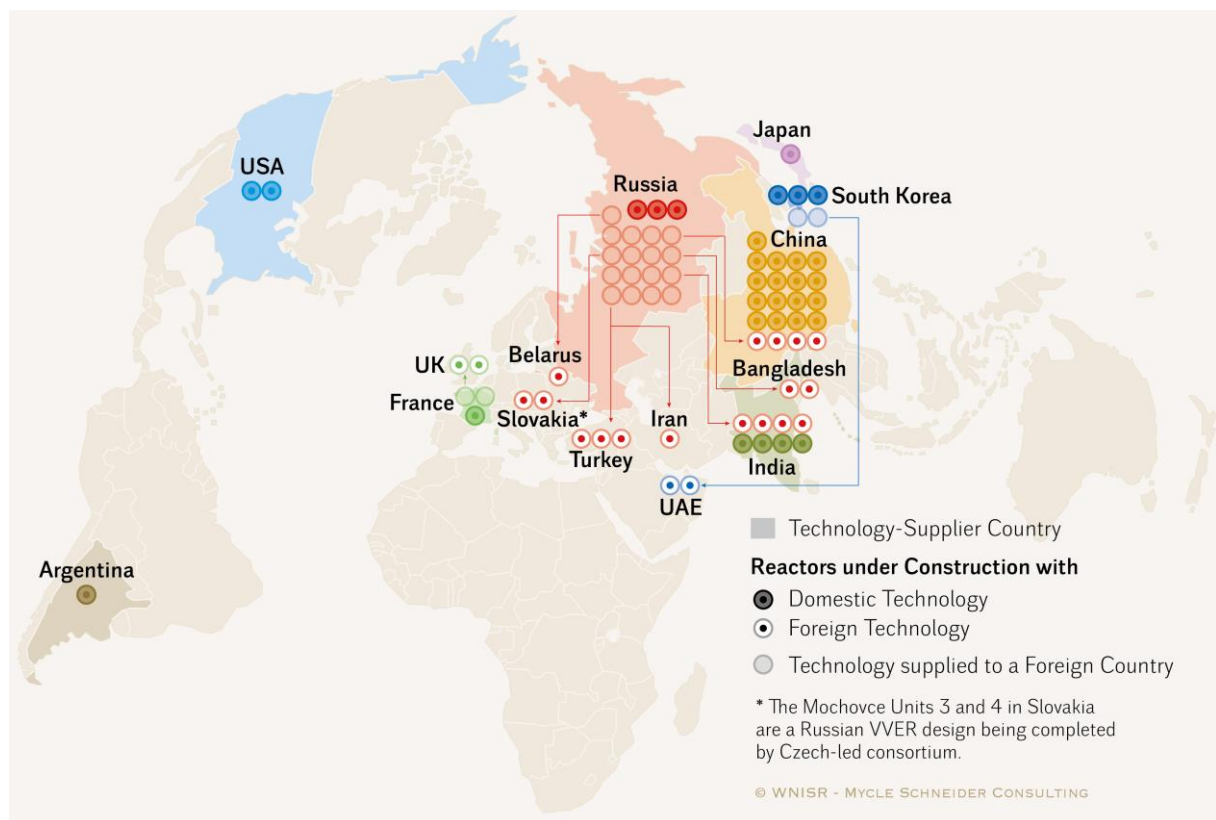 Japan
USA
Russia
South Korea
China
UK
Belarus
Bangladesh
France
Slovakia*
Iran
Turkey
India
UAE
Technology-Supplier Country
Argentina
Reactors under Construction with
Domestic Technology
Foreign Technology
Technology supplied to a Foreign Country
* The Mochovce Units 3 and 4 in Slovakia
are a Russian VVER design being completed
by Czech-led consortium.
© WNISR - Mycle Schneider Consulting